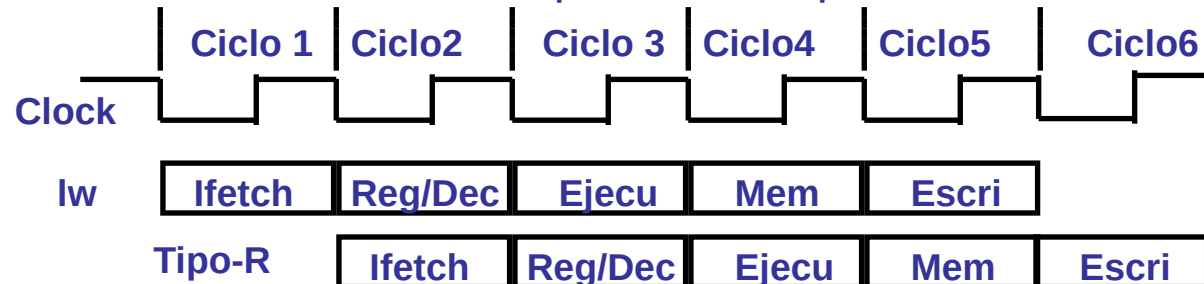 Ciclo 1 Ciclo2 Ciclo 3 Ciclo4 Ciclo5 Ciclo6
Clock
lw Ifetch Reg/Dec Ejecu Mem Escri
Tipo-R Ifetch Reg/Dec Ejecu Mem Escri